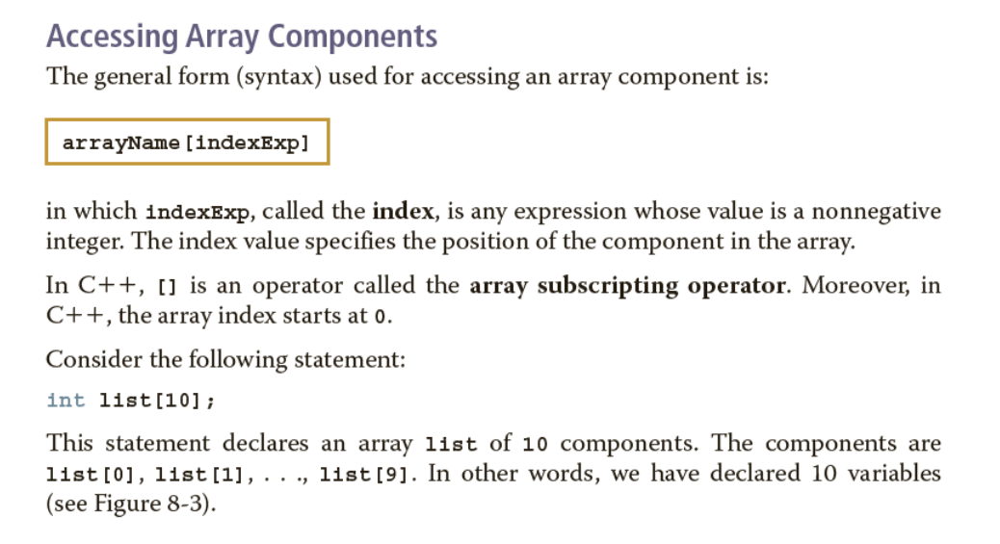 Accessing Array Components
The general form (syntax) used for accessing an array component is:
arrayName[indexExp]
in which indexExp, called the index, is any expression whose value is a nonnegative
integer. The index value specifies the position of the component in the array.
In C++, [] is an operator called the array subscripting operator. Moreover, in
C++, the array index starts at 0.
Consider the following statement:
int list[10];
This statement declares an array list of 10 components. The components are
list[0], list[1], . . ., list[9]. In other words, we have declared 10 variables
(see Figure 8-3).